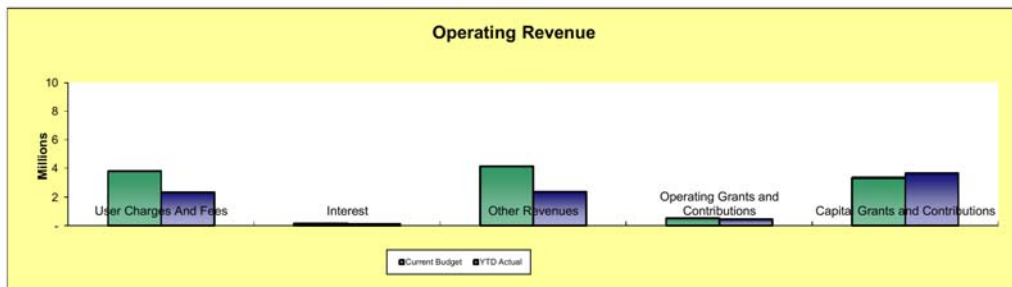 Operating Revenue
Millions
10
8
6
4
2
-
User Charges And Fees
Interest
Other Revenues
Operating Grants and
Contributions
Capital Grants and Contributions
Current Budget
YTD Actual